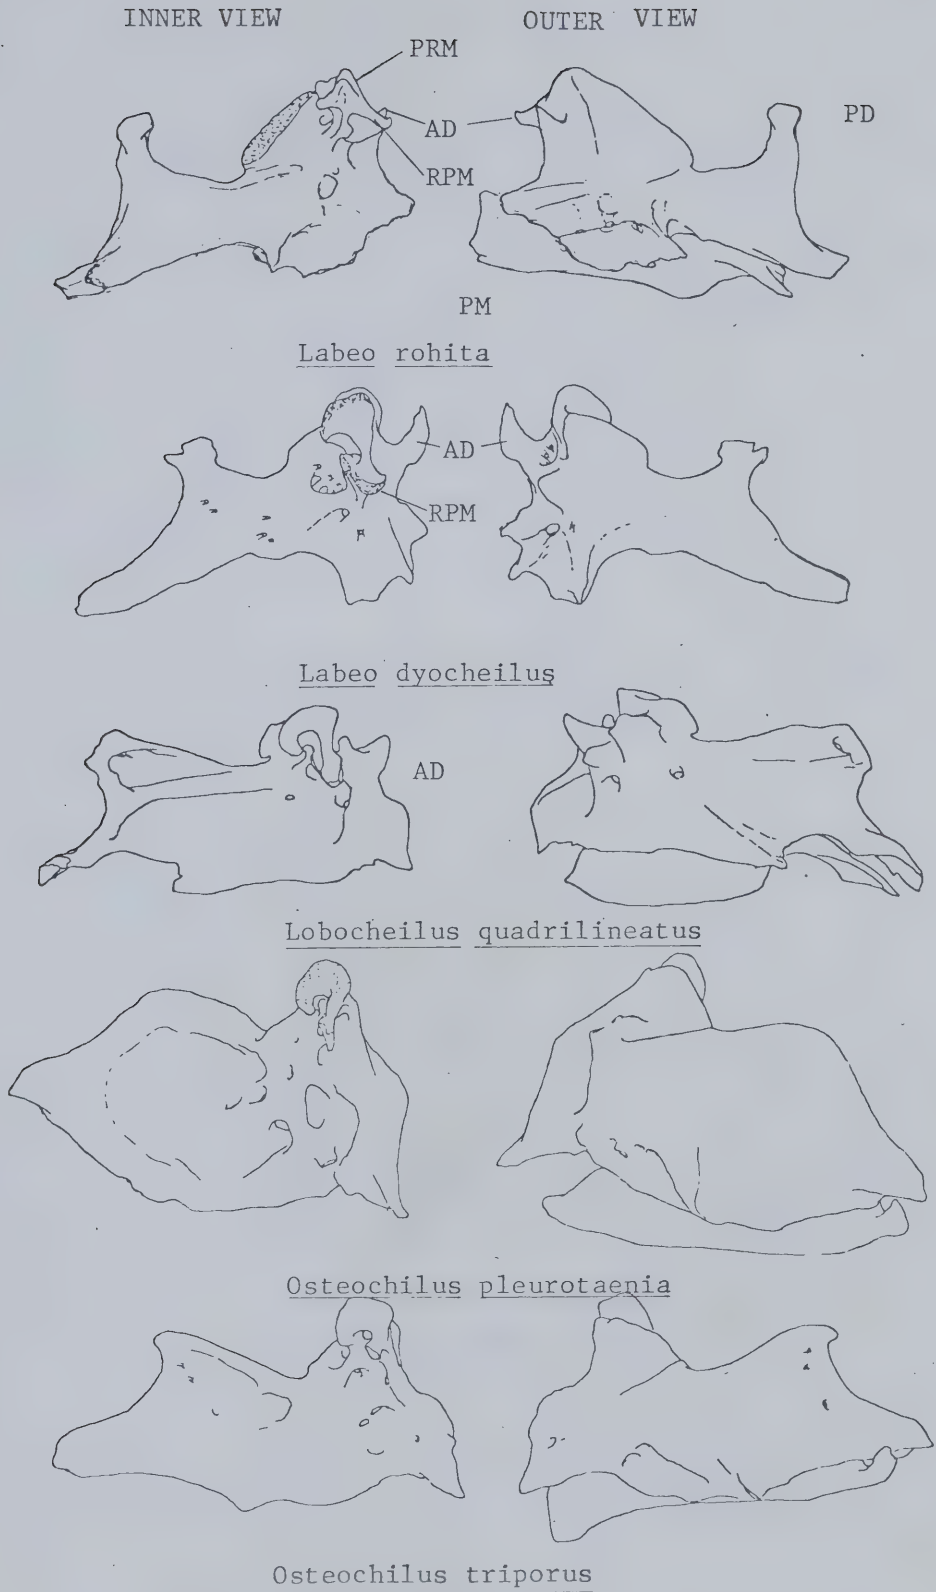 INNER VIEW OUTER VIEW
PRM
AD
PD
RPM
PM
Labeo rohita
AD
RPM
Labeo dyocheilus
AD
Lobocheilus quadrilineatus
Osteochilus pleurotaenia
Osteochilus triporus